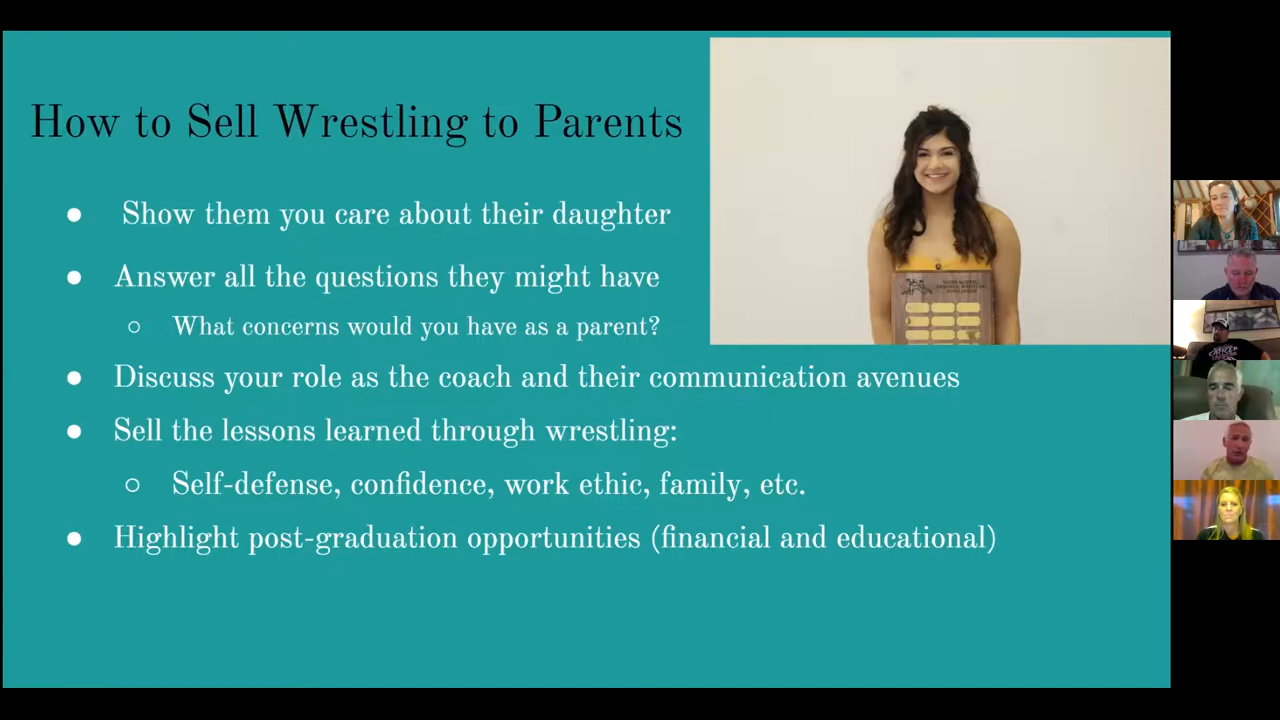 How to Sell Wrestling to Parents
● Show them you care about their daughter
● Answer all the questions they might have
○ What concerns would you have as a parent?
● Discuss your role as the coach and their communication avenues
● Sell the lessons learned through wrestling:
○ Self-defense, confidence, work ethic, family, etc.
● Highlight post-graduation opportunities (financial and educational)